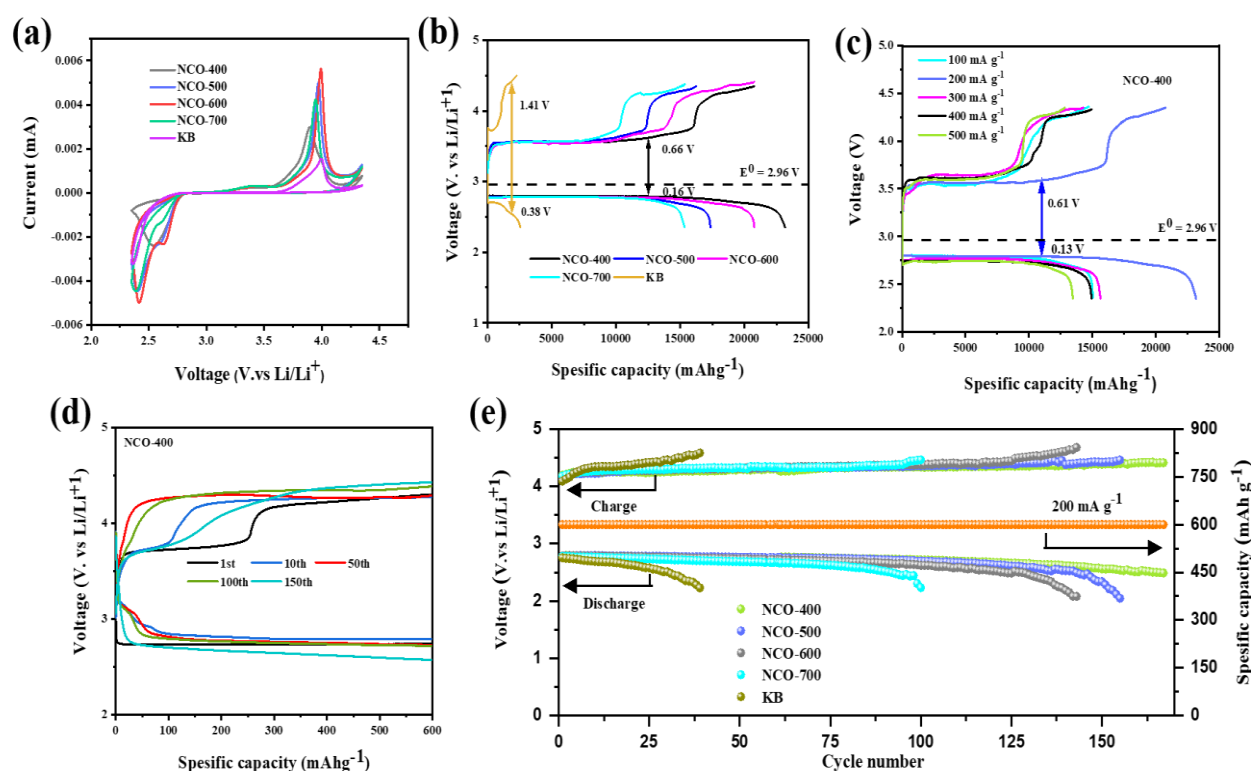 (a)
NCO-400
NCO-500
NCO-600
NCO-700
KB
0.006
0.004
0.002
0.000
-0.002
-0.004
-0.006
Current (mA)
2.0 2.5 3.0 3.5 4.0 4.5
Voltage (V.vs Li/Li+)
(b)
5
4
3
2
1
Voltage (V. vs Li/Li+1)
1.41 V
0.66 V
E0 = 2.96 V
0.16 V
0.38 V
NCO-400 NCO-500 NCO-600
NCO-700 KB
0 5000 10000 15000 20000 25000
Spesific capacity (mAhg-1)
(c)
5.0
4.5
4.0
3.5
3.0
2.5
2.0
Voltage (V)
100 mA g-1
200 mA g-1
300 mA g-1
400 mA g-1
500 mA g-1
NCO-400
0.61 V
E0 = 2.96 V
0.13 V
0 5000 10000 15000 20000 25000
Spesific capacity (mAhg-1)
(d)
NCO-400
4
3
2
Voltage (V. vs Li/Li+1)
1st 10th 50th
100th 150th
0 100 200 300 400 500 600
Spesific capacity (mAhg-1)
(e)
5
4
3
2
1
0
Voltage (V.vs Li/Li+1)
Charge
200 mA g-1
Discharge
NCO-400
NCO-500
NCO-600
NCO-700
KB
900
750
600
450
300
150
0
Spesific capacity (mAh g-1)
0 25 50 75 100 125 150
Cycle number